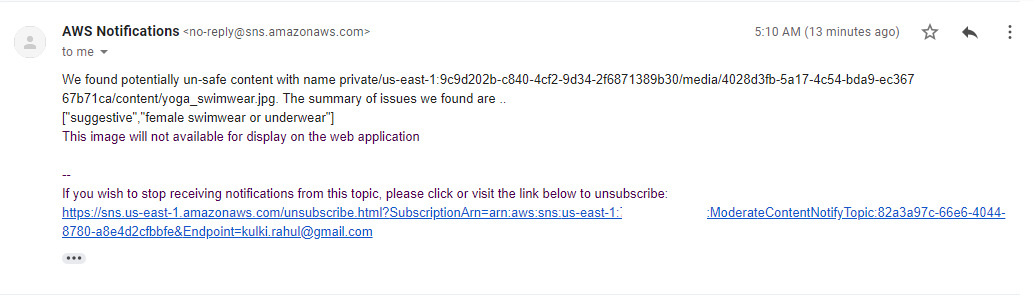 AWS Notifications <no-reply@sns.amazonaws.com> 5:10 AM (13 minutes ago)
to me
We found potentially un-safe content with name private/us-east-1:9c9d202b-c840-4cf2-9d34-2f6871389b30/media/4028d3fb-5a17-4c54-bda9-ec367
67b71ca/content/yoga_swimwear.jpg. The summary of issues we found are ..
["suggestive","female swimwear or underwear"]
This image will not available for display on the web application
--
If you wish to stop receiving notifications from this topic, please click or visit the link below to unsubscribe:
https://sns.us-east-1.amazonaws.com/unsubscribe.html?SubscriptionArn=arn:aws:sns:us-east-1: :ModerateContentNotifyTopic:82a3a97c-66e6-4044-
8780-a8e4d2cfbbfe&Endpoint=kulki.rahul@gmail.com